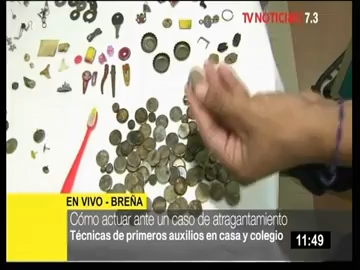 TV NOTICIAS 7.3
EN VIVO - BREÑA
Cómo actuar ante un caso de atragantamiento
Técnicas de primeros auxilios en casa y colegio
11:49